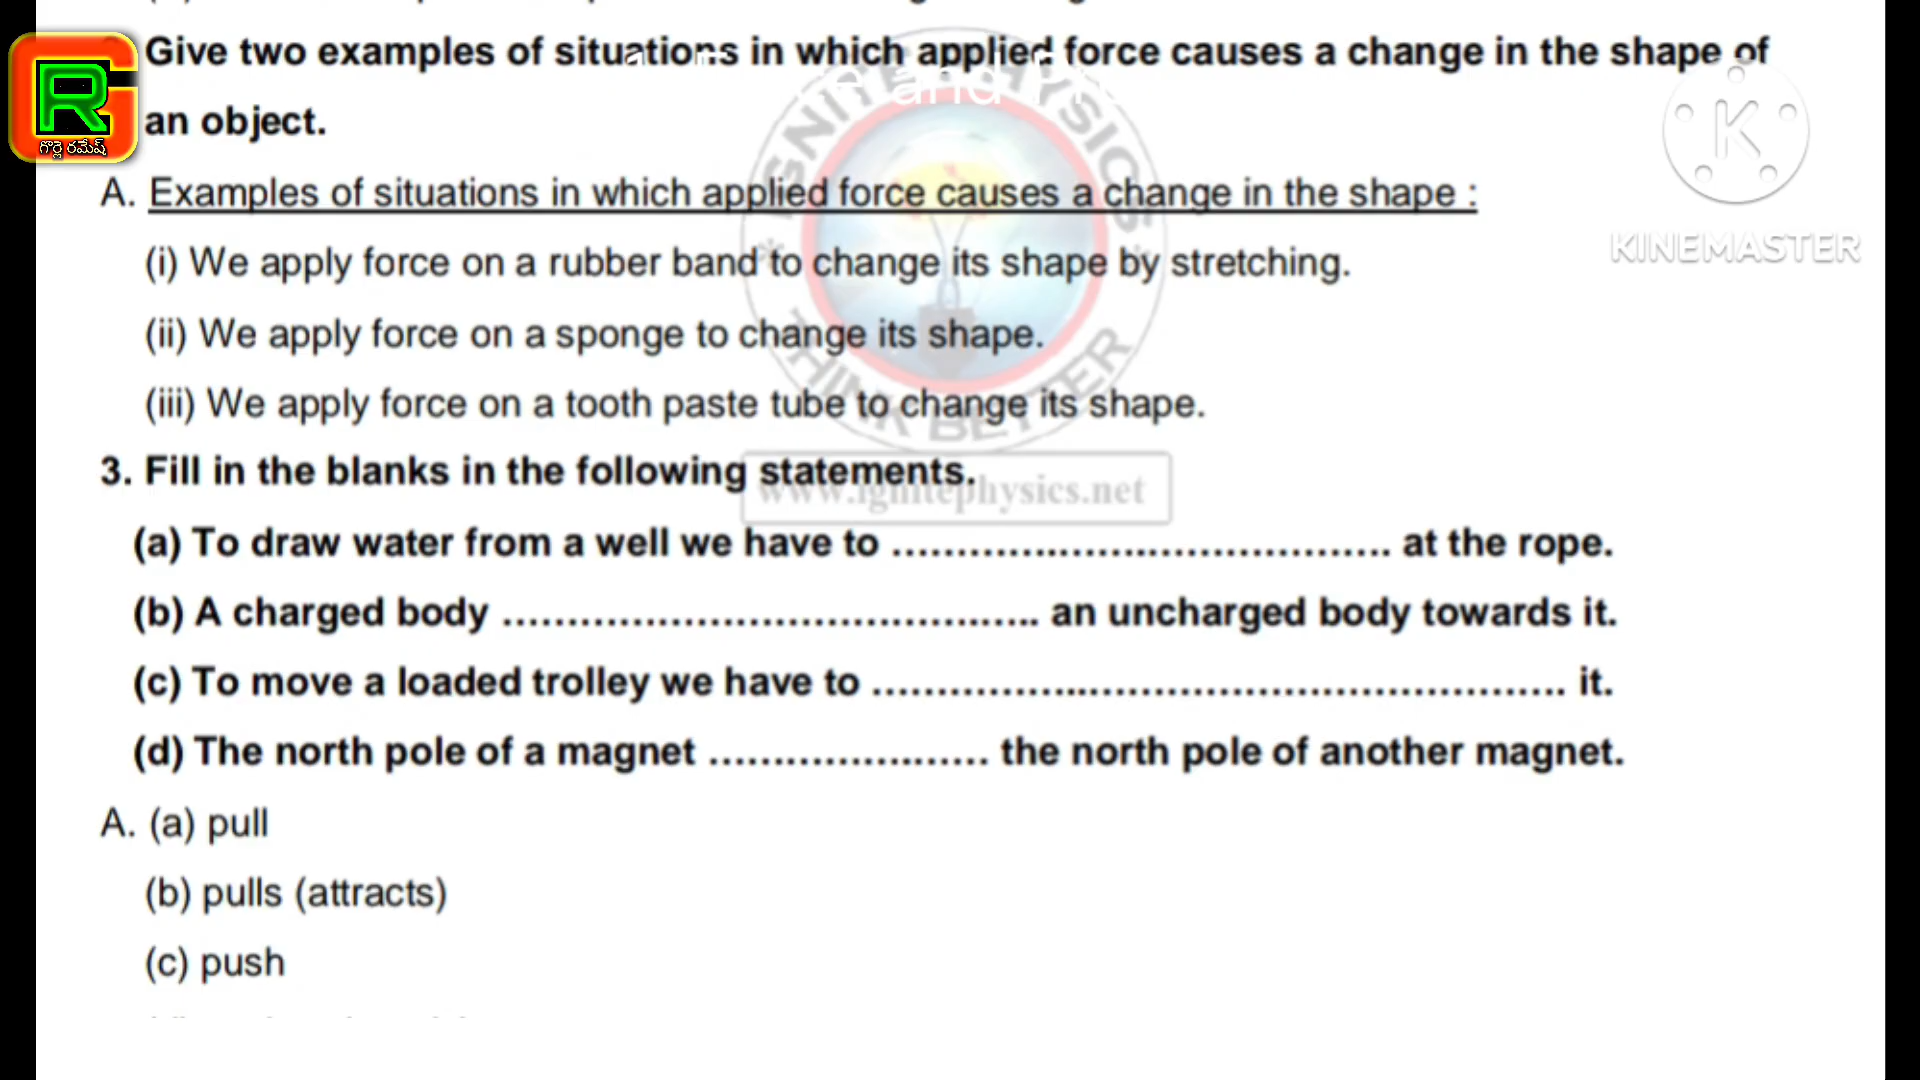 Give two examples of situations in which applied force causes a change in the shape of
an object.
గొర్లె రమేష్
A. Examples of situations in which applied force causes a change in the shape :
(i) We apply force on a rubber band to change its shape by stretching.
KINEMASTER
(ii) We apply force on a sponge to change its shape.
(iii) We apply force on a tooth paste tube to change its shape.
IGNITE PHYSICS
THINK BETTER
3. Fill in the blanks in the following statements.
www.ignitephysics.net
(a) To draw water from a well we have to ........................................ at the rope.
(b) A charged body ........................................ an uncharged body towards it.
(c) To move a loaded trolley we have to .................................................... it.
(d) The north pole of a magnet ...................... the north pole of another magnet.
A. (a) pull
(b) pulls (attracts)
(c) push